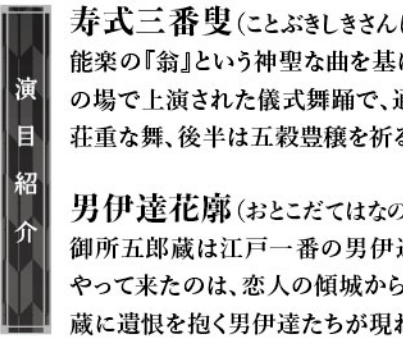 演目紹介
寿式三番叟(ことぶきしきさん
能楽の『翁』という神聖な曲を基に
の場で上演された儀式舞踊で、
荘重な舞、後半は五穀豊穣を祈る
男伊達花廓(おとこだてはなの
御所五郎蔵は江戸一番の男伊達
やって来たのは、恋人の傾城から
蔵に遺恨を抱く男伊達たちが現れ